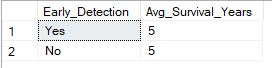 Early_Detection Avg_Survival_Years
1 Yes 5
2 No 5